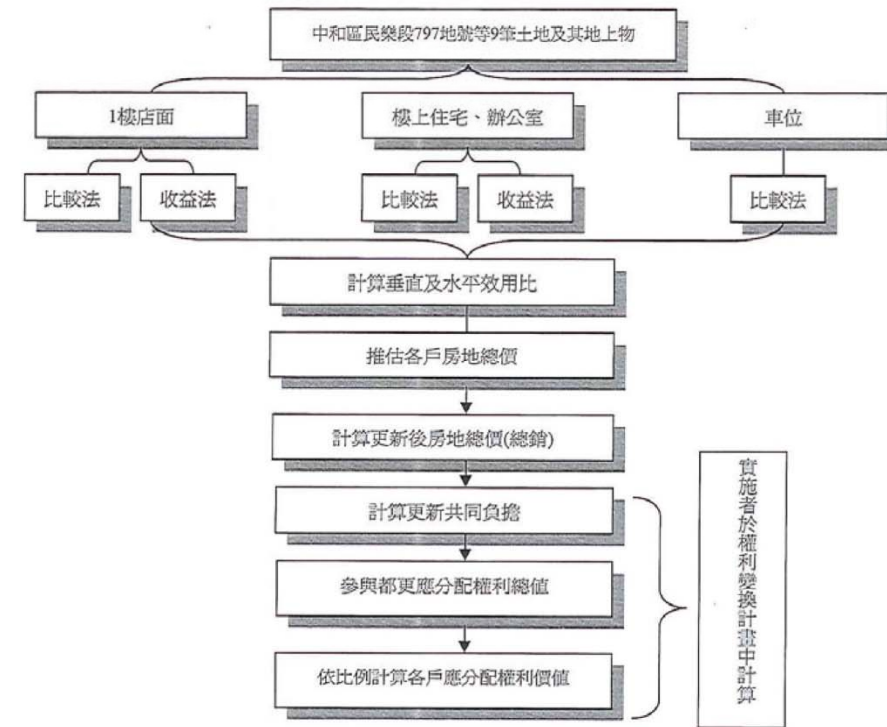 中和區民樂段797地號等9筆土地及其地上物
1樓店面
樓上住宅、辦公室
車位
比較法
收益法
比較法
收益法
比較法
計算垂直及水平效用比
推估各戶房地總價
計算更新後房地總價(總銷)
計算更新共同負擔
參與都更應分配權利總值
依比例計算各戶應分配權利價值
實施者於權利變換計畫中計算